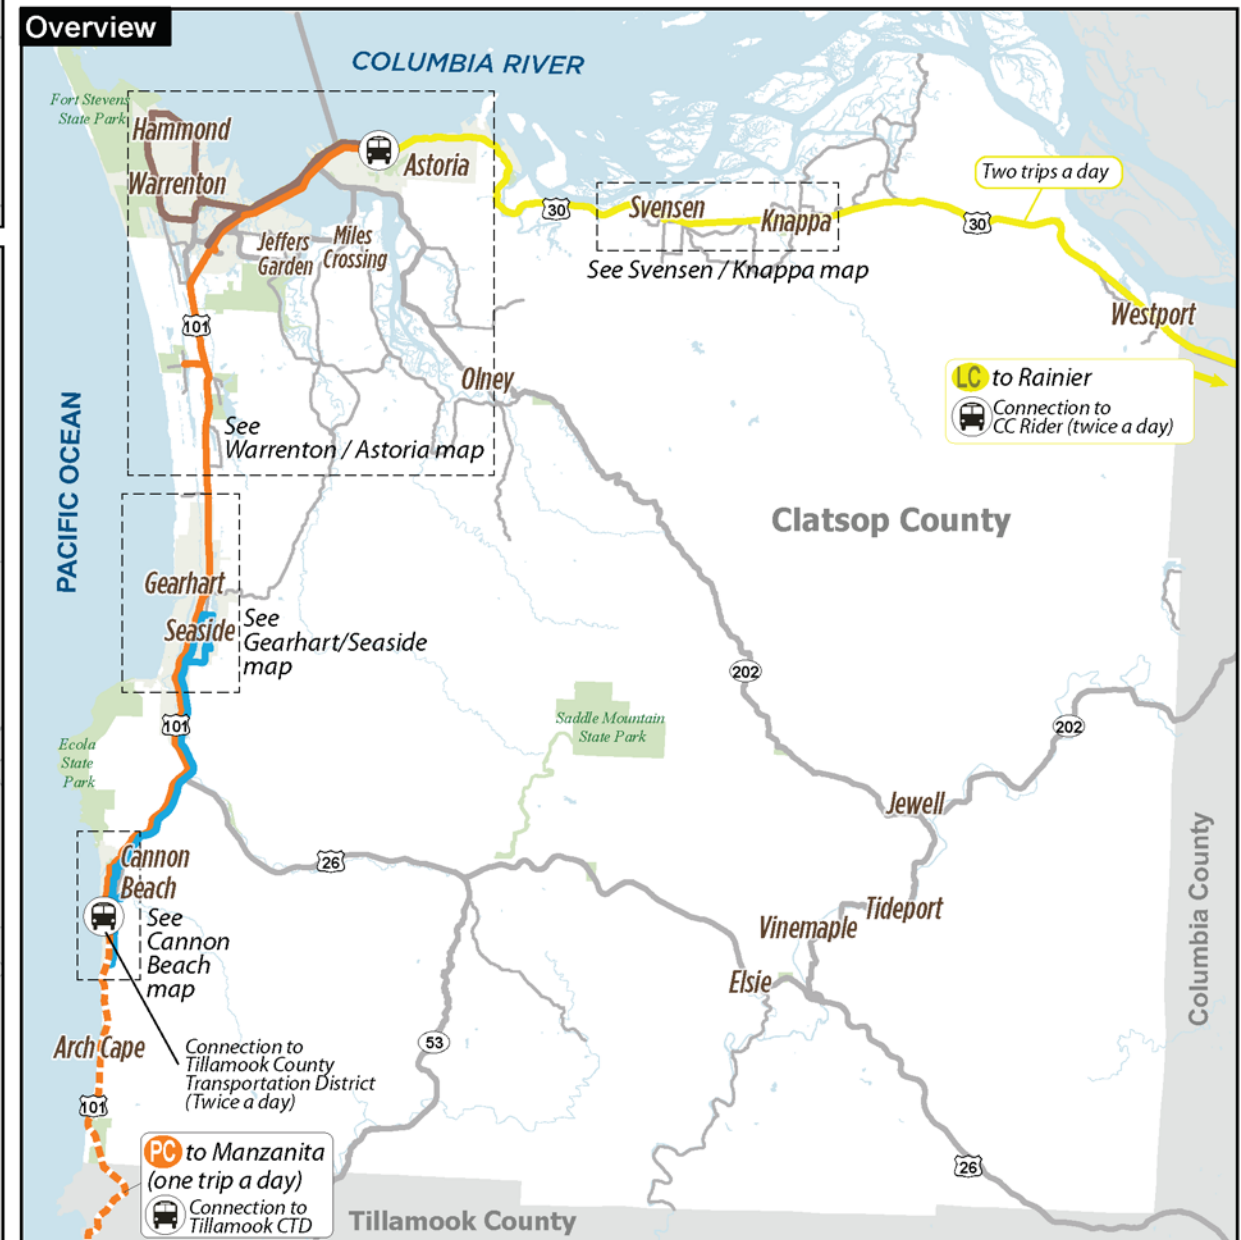 Overview
COLUMBIA RIVER
Fort Stevens
State Park
Hammond
Warrenton
Astoria
Jeffers
Garden
Miles
Crossing
30
Svensen
Knappa
See Svensen / Knappa map
Two trips a day
30
Westport
101
LC to Rainier
Connection to
CC Rider (twice a day)
Olney
See
Warrenton / Astoria map
PACIFIC OCEAN
Clatsop County
Gearhart
Seaside
See
Gearhart/Seaside
map
202
101
Saddle Mountain
State Park
202
Ecola
State
Park
Jewell
Cannon
Beach
26
See
Cannon
Beach
map
Tideport
Vinemaple
Elsie
Columbia County
Arch Cape
53
Connection to
Tillamook County
Transportation District
(Twice a day)
101
PC to Manzanita
(one trip a day)
Connection to
Tillamook CTD
26
Tillamook County